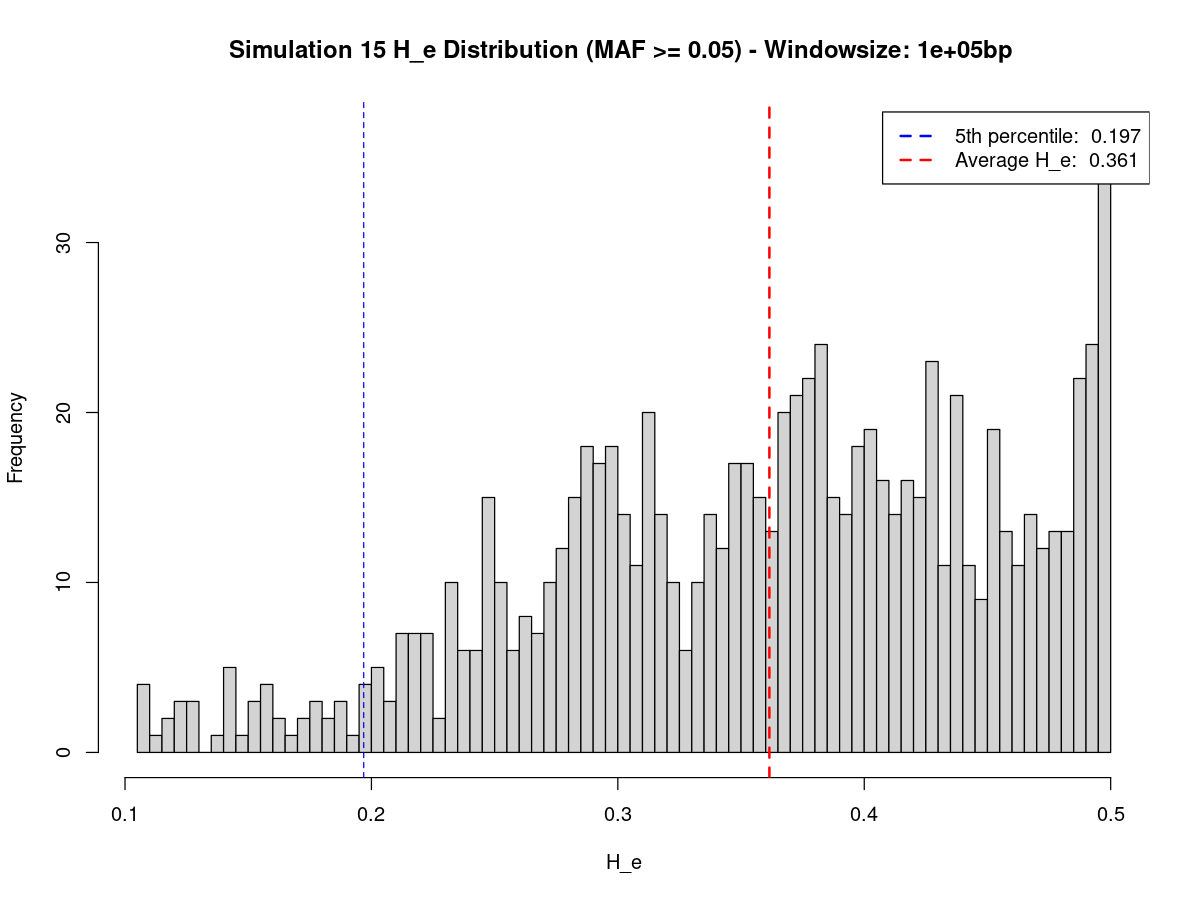 Simulation 15 H_e Distribution (MAF >= 0.05) - Windowsize: 1e+05bp
5th percentile: 0.197
Average H_e: 0.361
Frequency
30
20
10
0
0.1 0.2 0.3 0.4 0.5
H_e